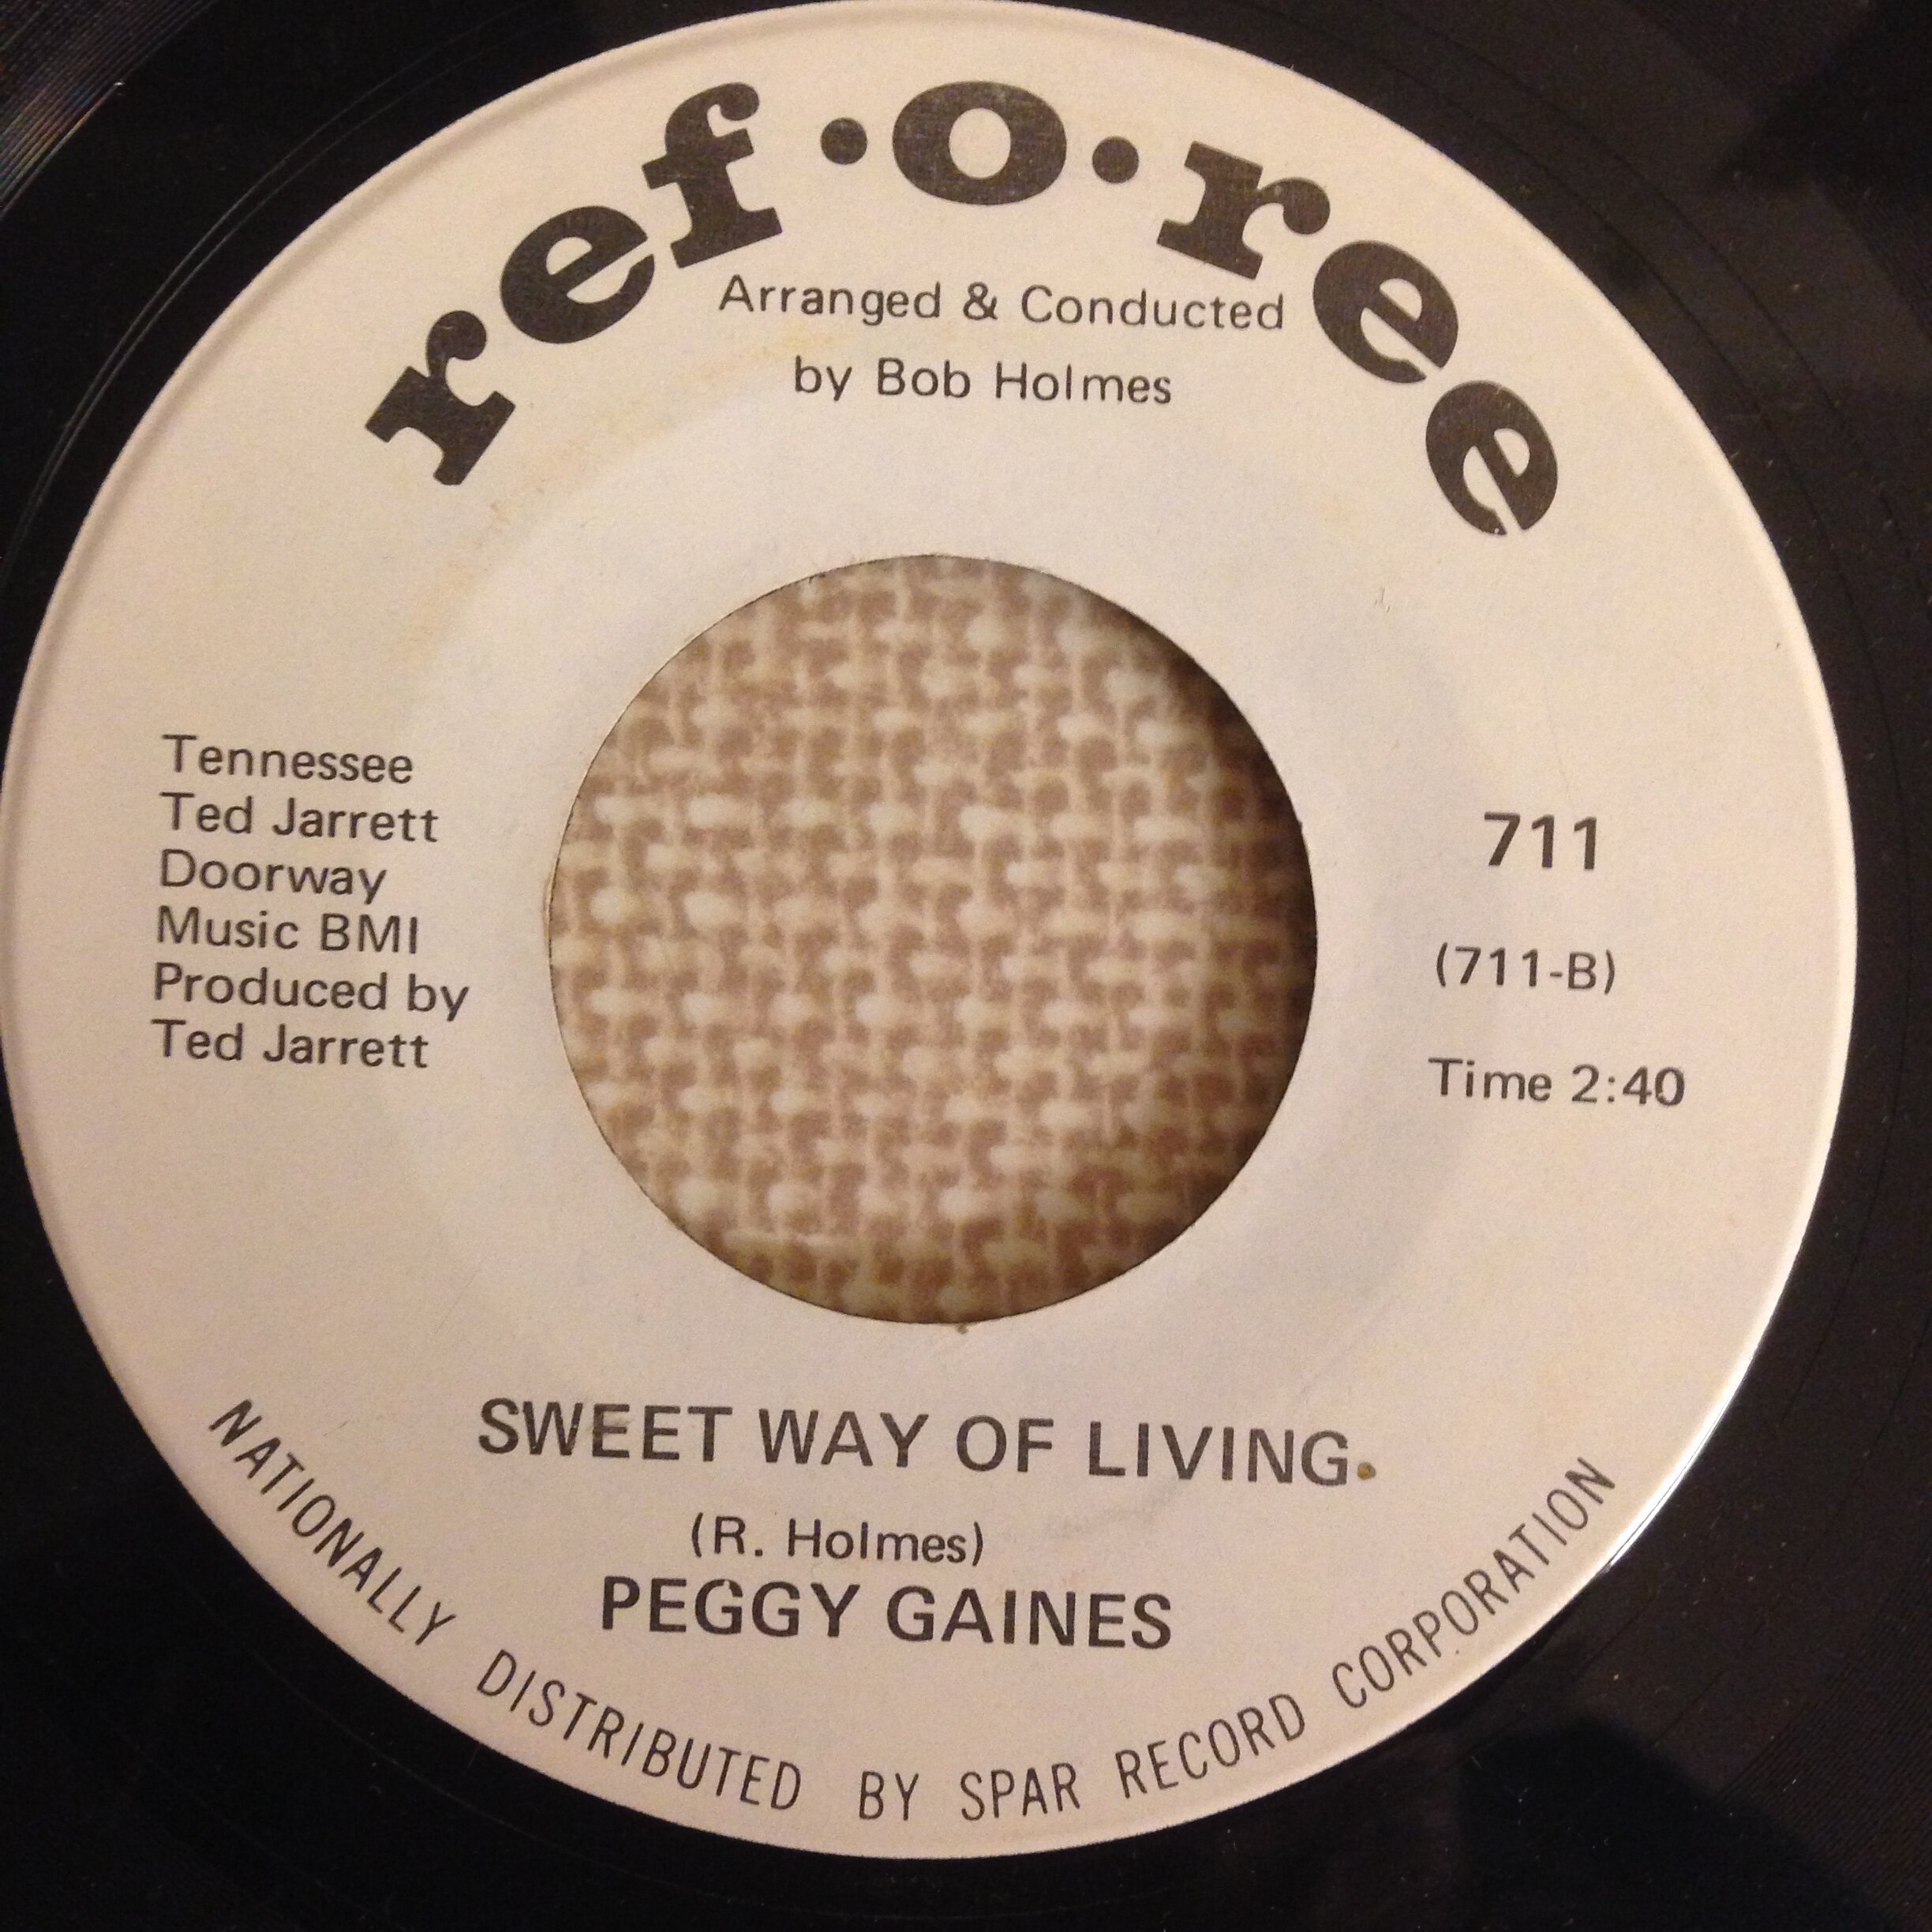 ref·o·ree
Arranged & Conducted
by Bob Holmes
Tennessee
Ted Jarrett
Doorway
Music BMI
Produced by
Ted Jarrett
711
(711-B)
Time 2:40
SWEET WAY OF LIVING
(R. Holmes)
PEGGY GAINES
NATIONALLY DISTRIBUTED BY SPAR RECORD CORPORATION